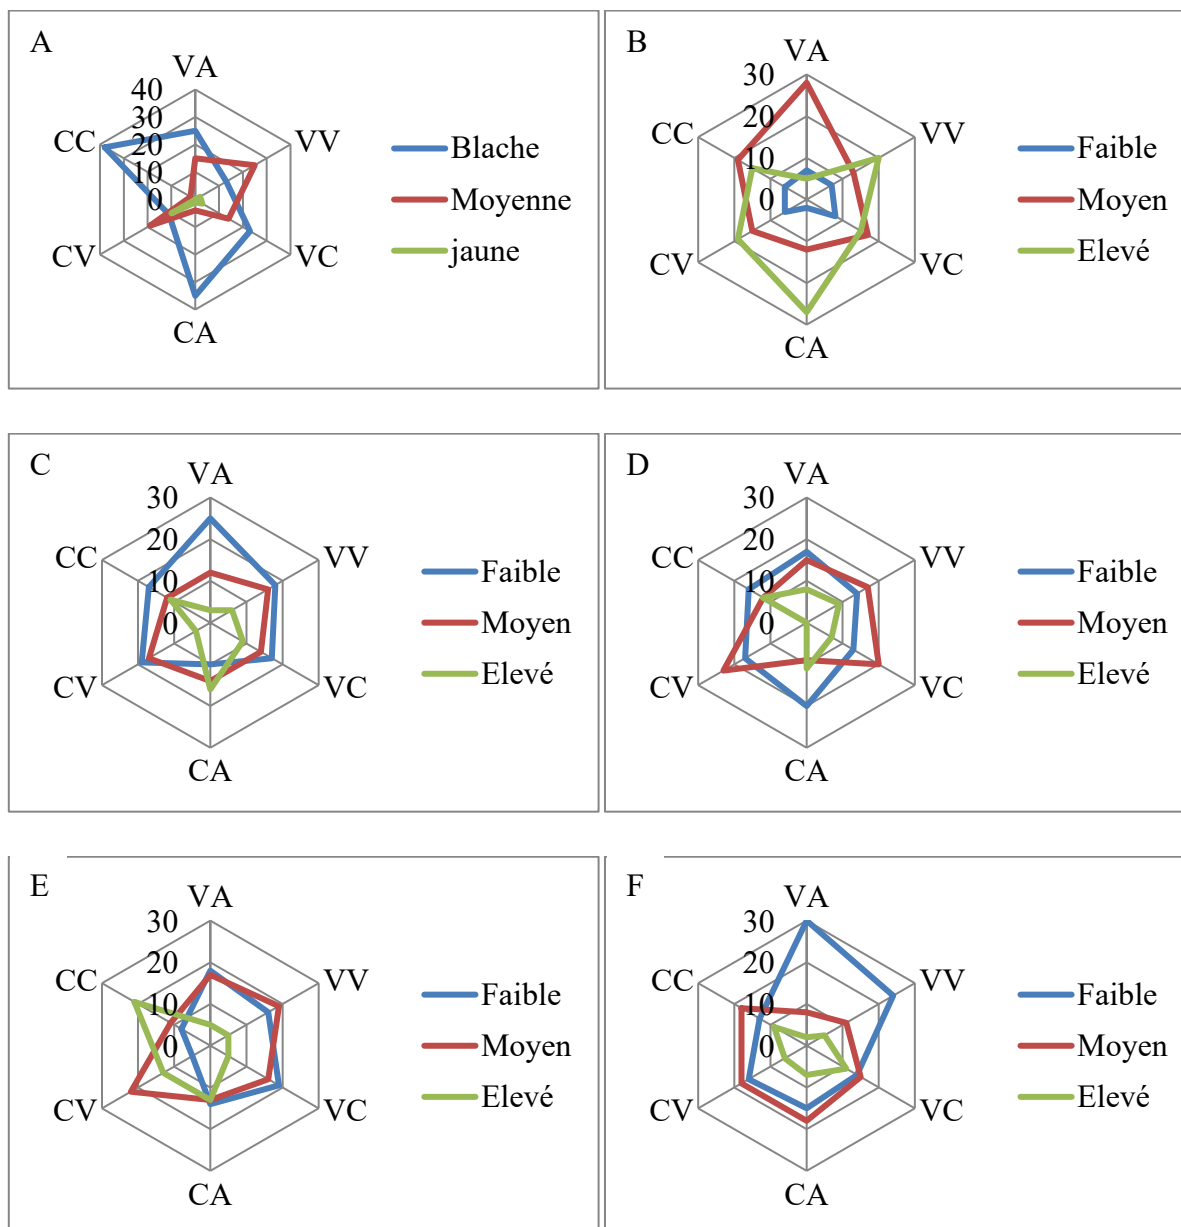 A
VA
40
30
20
10
0
CC
VV
CV
VC
CA
Blache
Moyenne
jaune
B
VA
30
20
10
0
CC
VV
CV
VC
CA
Faible
Moyen
Elevé
C
VA
30
20
10
0
CC
VV
CV
VC
CA
Faible
Moyen
Elevé
D
VA
30
20
10
0
CC
VV
CV
VC
CA
Faible
Moyen
Elevé
E
VA
30
20
10
0
CC
VV
CV
VC
CA
Faible
Moyen
Elevé
F
VA
30
20
10
0
CC
VV
CV
VC
CA
Faible
Moyen
Elevé